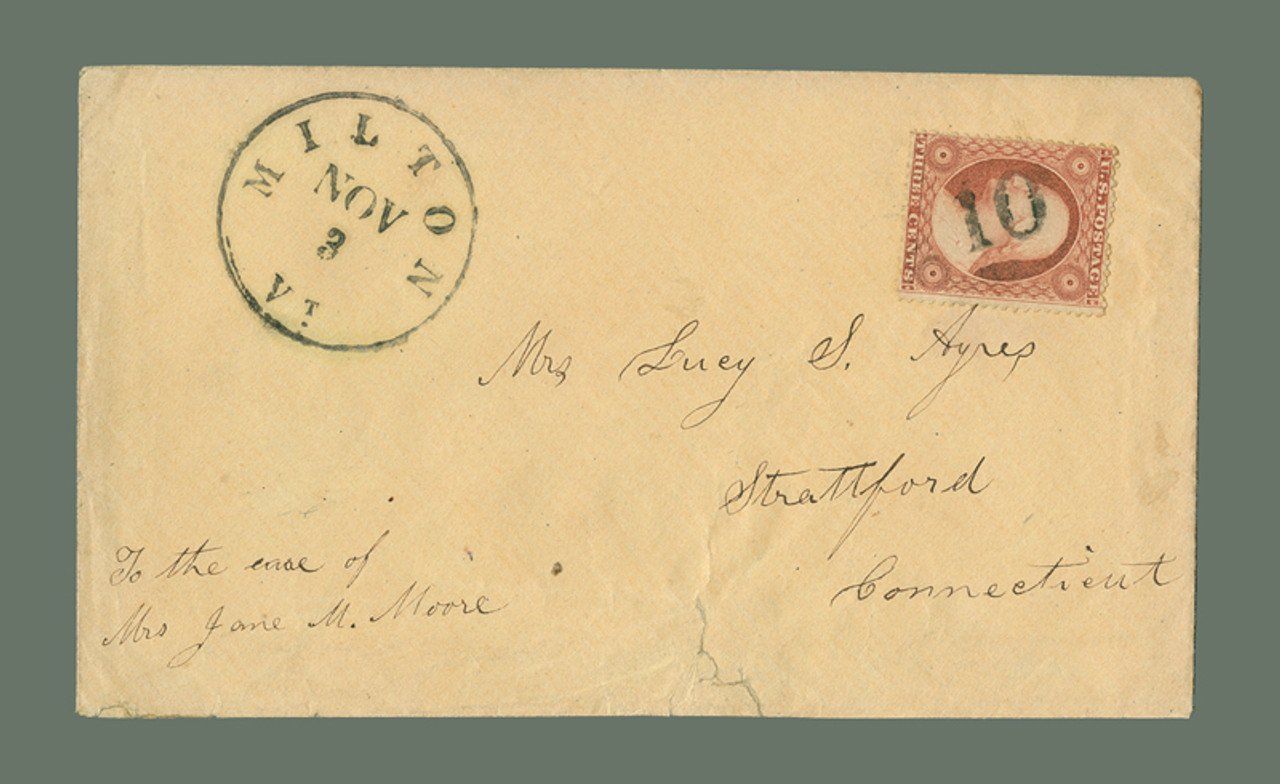 MILTON
NOV
3
VT
U.S. POSTAGE
10
THREE CENTS
Mrs Lucy S. Ayres
Strattford
Connecticut
To the care of
Mrs Jane M. Moore